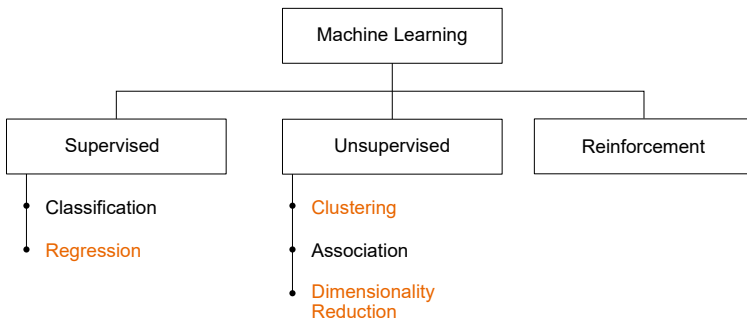 Machine Learning
Supervised
Unsupervised
Reinforcement
Classification
Regression
Clustering
Association
Dimensionality
Reduction